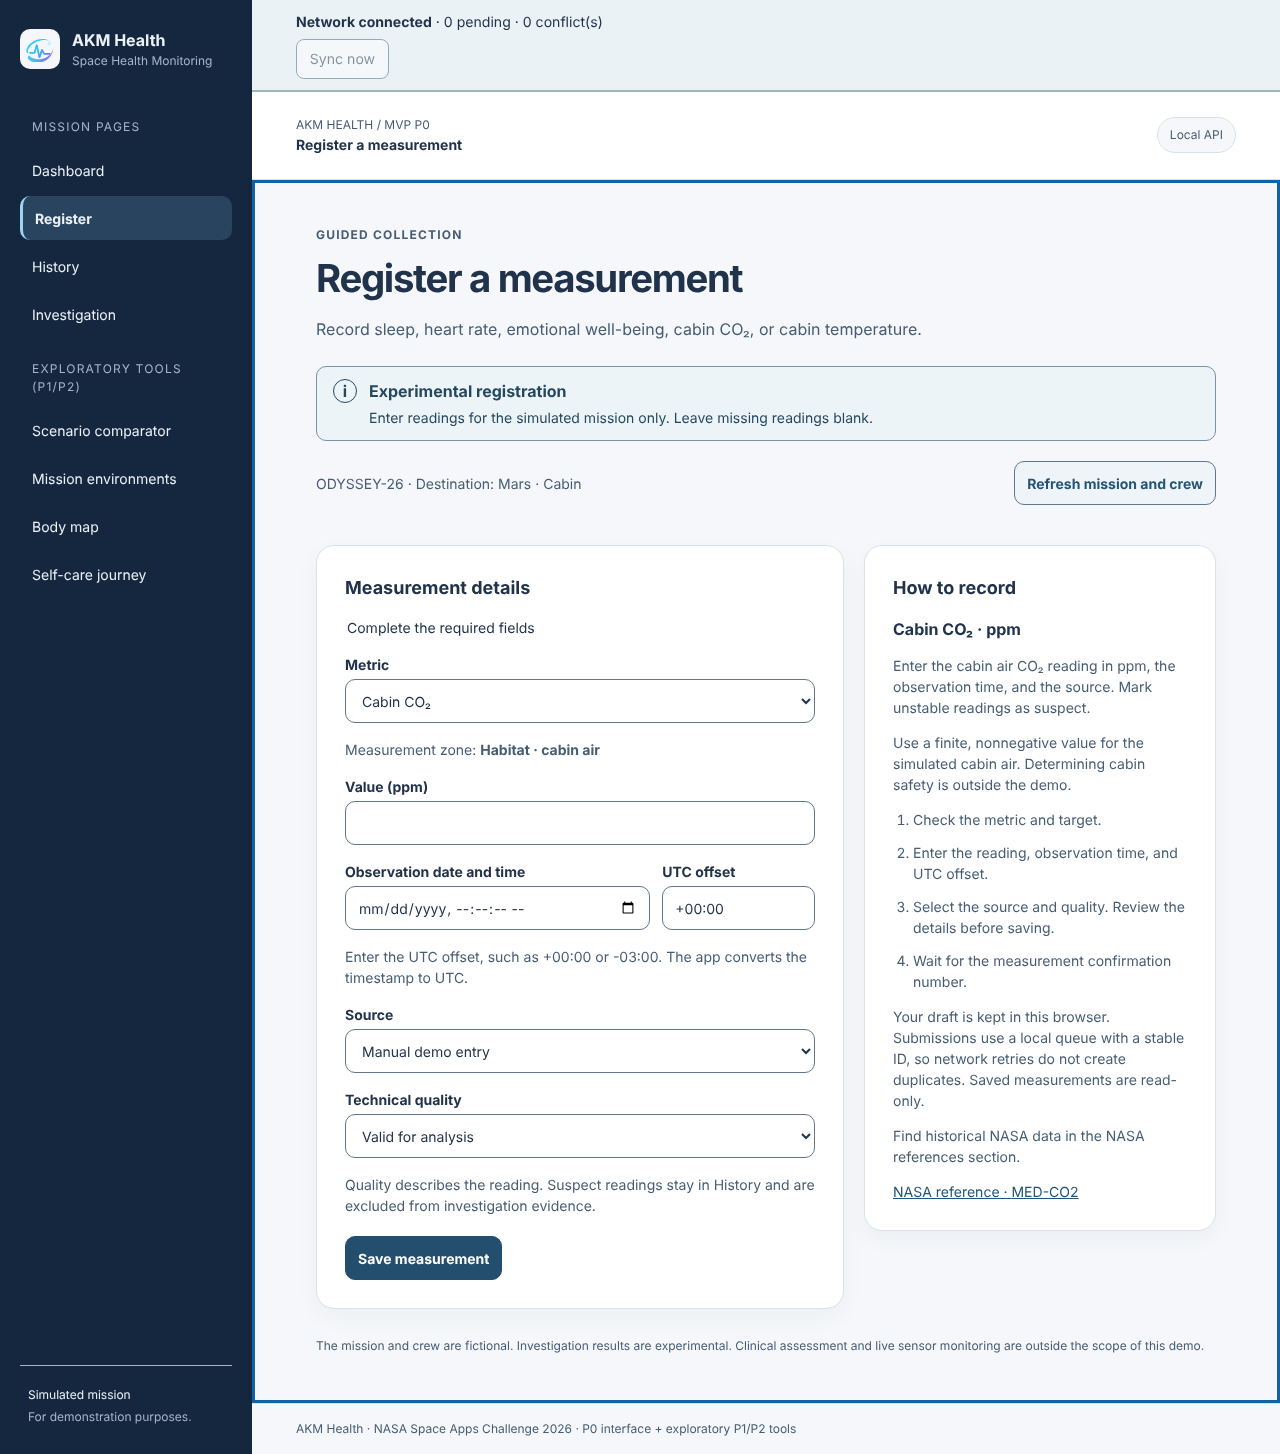 AKM Health
Space Health Monitoring
MISSION PAGES
Dashboard
Register
History
Investigation
EXPLORATORY TOOLS
(P1/P2)
Scenario comparator
Mission environments
Body map
Self-care journey
Simulated mission
For demonstration purposes.
Network connected · 0 pending · 0 conflict(s)
Sync now
AKM HEALTH / MVP P0
Register a measurement
Local API
GUIDED COLLECTION
Register a measurement
Record sleep, heart rate, emotional well-being, cabin CO₂, or cabin temperature.
i
Experimental registration
Enter readings for the simulated mission only. Leave missing readings blank.
ODYSSEY-26 · Destination: Mars · Cabin
Refresh mission and crew
Measurement details
Complete the required fields
Metric
Cabin CO₂
Measurement zone: Habitat · cabin air
Value (ppm)
Observation date and time
UTC offset
mm/dd/yyyy, --:--:-- --
+00:00
Enter the UTC offset, such as +00:00 or -03:00. The app converts the
timestamp to UTC.
Source
Manual demo entry
Technical quality
Valid for analysis
Quality describes the reading. Suspect readings stay in History and are
excluded from investigation evidence.
Save measurement
How to record
Cabin CO₂ · ppm
Enter the cabin air CO₂ reading in ppm, the
observation time, and the source. Mark
unstable readings as suspect.
Use a finite, nonnegative value for the
simulated cabin air. Determining cabin
safety is outside the demo.
1. Check the metric and target.
2. Enter the reading, observation time, and
UTC offset.
3. Select the source and quality. Review the
details before saving.
4. Wait for the measurement confirmation
number.
Your draft is kept in this browser.
Submissions use a local queue with a stable
ID, so network retries do not create
duplicates. Saved measurements are read-
only.
Find historical NASA data in the NASA
references section.
NASA reference · MED-CO2
The mission and crew are fictional. Investigation results are experimental. Clinical assessment and live sensor monitoring are outside the scope of this demo.
AKM Health · NASA Space Apps Challenge 2026 · P0 interface + exploratory P1/P2 tools